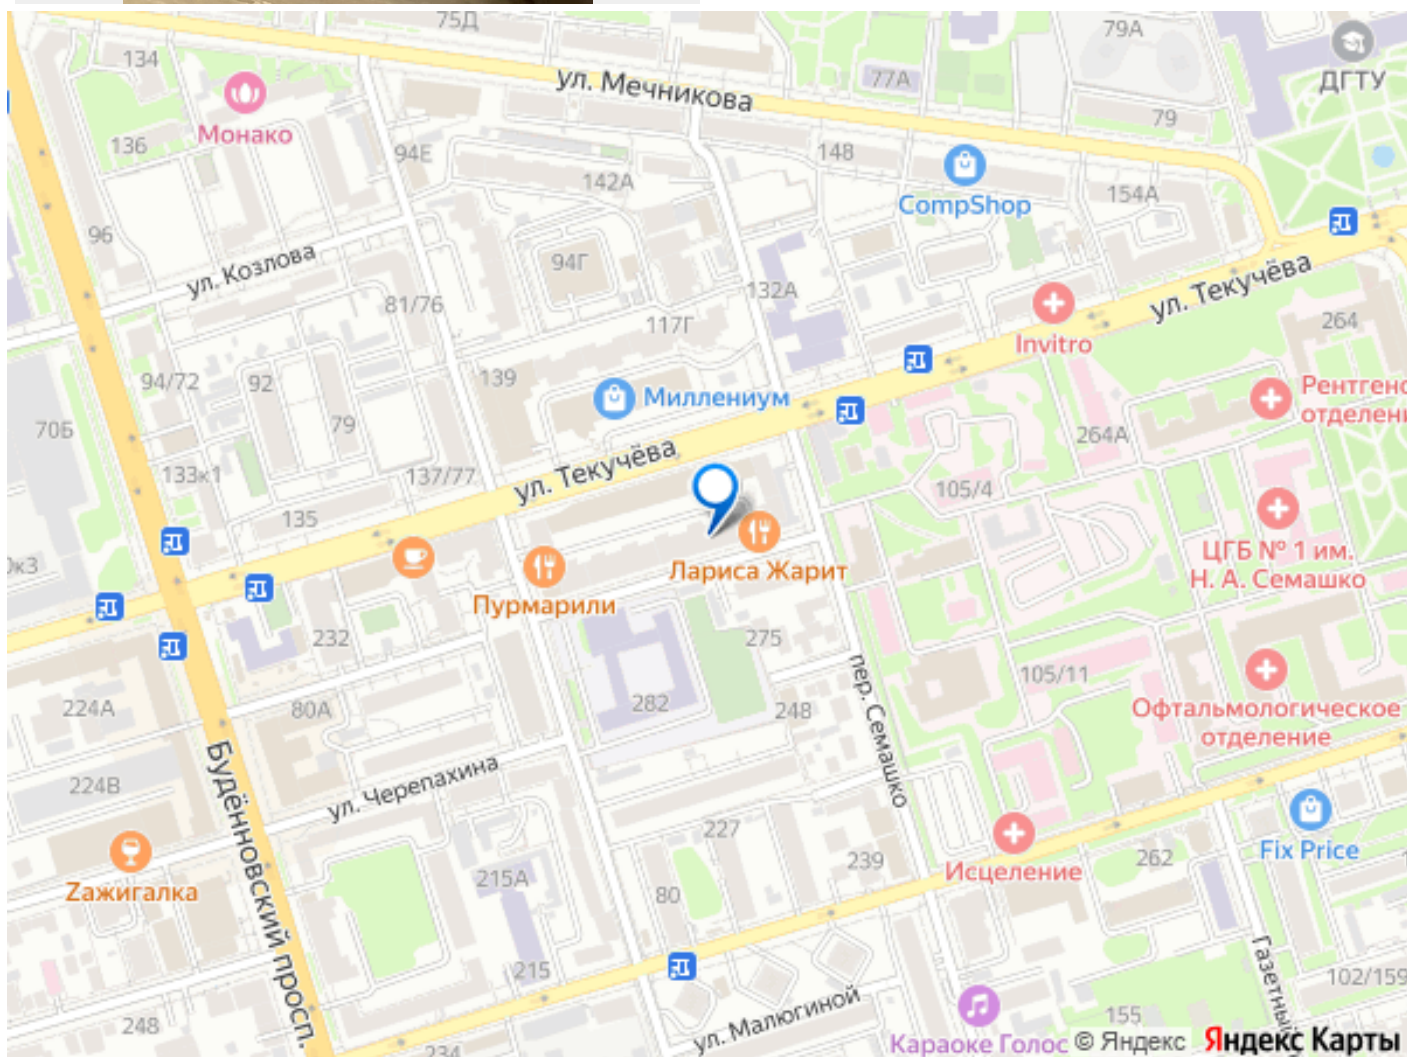 75Д
79А
134
ул. Мечникова
77А
ДГТУ
Монако
79
136
94Е
148
142А
CompShop
154А
96
ул. Козлова
94Г
132А
ул. Текучёва
81/76
117Г
264
Invitro
94/72
92
139
Миллениум
Рентгено
отделени
70Б
79
264А
133к1
137/77
ул. Текучёва
105/4
135
ЦГБ № 1 им.
Н. А. Семашко
0к3
Лариса Жарит
Пурмарили
232
275
105/11
пер. Семашко
224А
80А
282
248
Офтальмологическое
отделение
Будённовский просп.
224В
ул. Черепахина
227
Fix Price
Zажигалка
215А
239
Исцеление
262
80
215
Газетный
102/159
248
234
ул. Малюгиной
155
Караоке Голос
© Яндекс Яндекс Карты